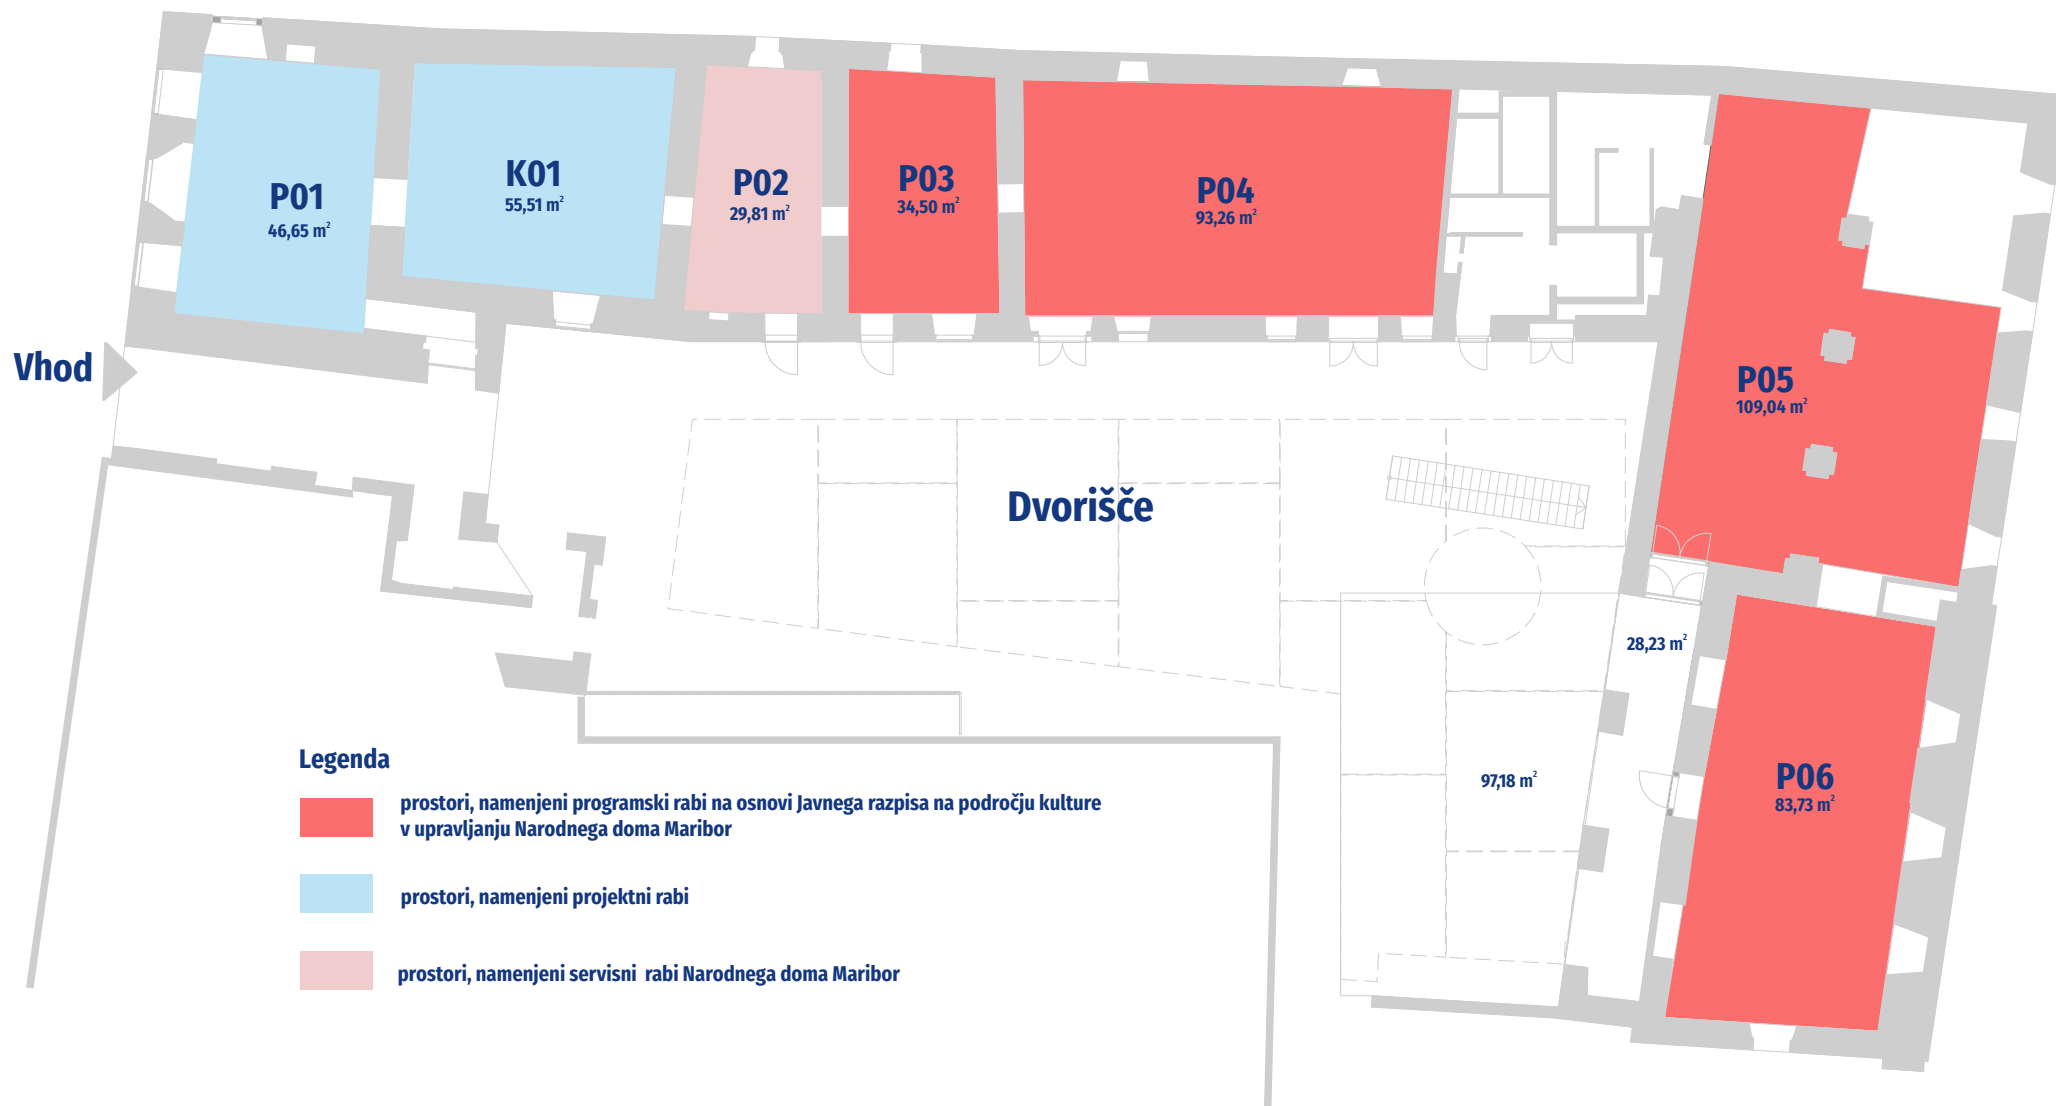 P01
46,65 m²
K01
55,51 m²
P02
29,81 m²
P03
34,50 m²
P04
93,26 m²
Vhod
P05
109,04 m²
Dvorišče
28,23 m²
97,18 m²
P06
83,73 m²
Legenda
prostori, namenjeni programski rabi na osnovi Javnega razpisa na področju kulture
v upravljanju Narodnega doma Maribor
prostori, namenjeni projektni rabi
prostori, namenjeni servisni rabi Narodnega doma Maribor